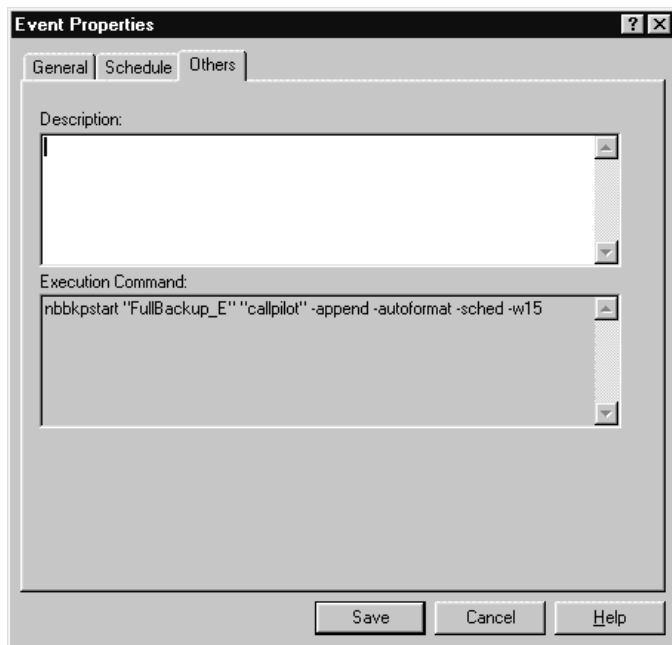 Event Properties
General Schedule Others
Description:
Execution Command:
nbbkpstart "FullBackup_E" "callpilot" -append -autoformat -sched -w15
Save Cancel Help